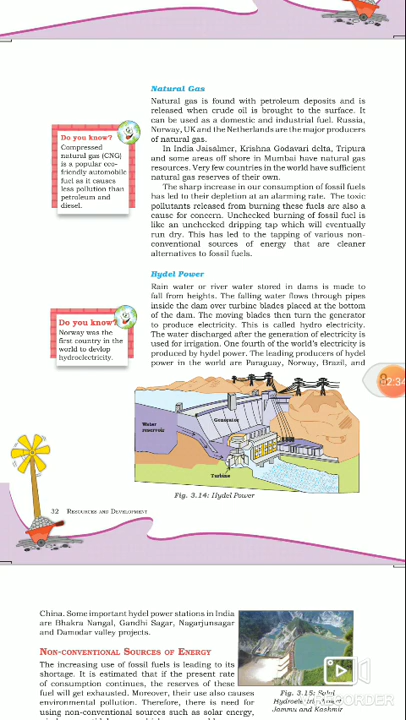 Natural Gas
Natural gas is found with petroleum deposits and is
released when crude oil is brought to the surface. It
can be used as a domestic and industrial fuel. Russia,
Norway, UK and the Netherlands are the major producers
of natural gas.
In India Jaisalmer, Krishna Godavari delta, Tripura
and some areas off shore in Mumbai have natural gas
resources. Very few countries in the world have sufficient
natural gas reserves of their own.
The sharp increase in our consumption of fossil fuels
has led to their depletion at an alarming rate. The toxic
pollutants released from burning these fuels are also a
cause for concern. Unchecked burning of fossil fuel is
like an unchecked dripping tap which will eventually
run dry. This has led to the tapping of various non-
conventional sources of energy that are cleaner
alternatives to fossil fuels.
Do you know?
Compressed
natural gas (CNG)
is a popular eco-
friendly automobile
fuel as it causes
less pollution than
petroleum and
diesel.
Hydel Power
Rain water or river water stored in dams is made to
fall from heights. The falling water flows through pipes
inside the dam over turbine blades placed at the bottom
of the dam. The moving blades then turn the generator
to produce electricity. This is called hydro electricity.
The water discharged after the generation of electricity is
used for irrigation. One fourth of the world's electricity is
produced by hydel power. The leading producers of hydel
power in the world are Paraguay, Norway, Brazil, and
Do you know?
Norway was the
first country in the
world to devlop
hydroelectricity.
02:34
Water
reservoir
Generator
Turbine
Fig. 3.14: Hydel Power
32 RESOURCES AND DEVELOPMENT
China. Some important hydel power stations in India
are Bhakra Nangal, Gandhi Sagar, Nagarjunsagar
and Damodar valley projects.
NON-CONVENTIONAL SOURCES OF ENERGY
The increasing use of fossil fuels is leading to its
shortage. It is estimated that if the present rate
of consumption continues, the reserves of these
fuel will get exhausted. Moreover, their use also causes
environmental pollution. Therefore, there is need for
using non-conventional sources such as solar energy,
Fig. 3.15: Salal
Hydroelectric
Jammu and Kashmir